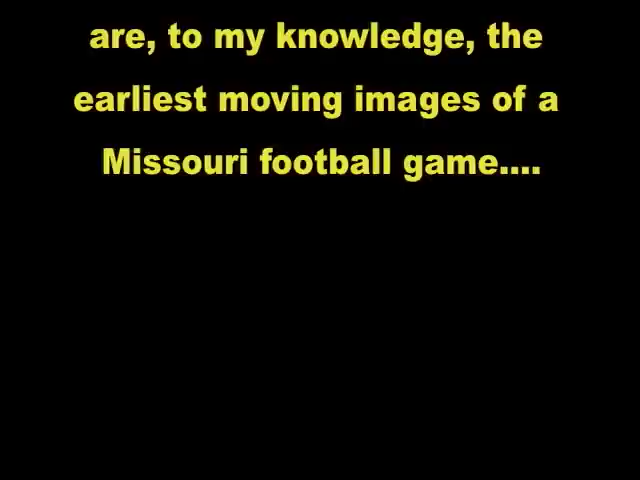 are, to my knowledge, the
earliest moving images of a
Missouri football game....